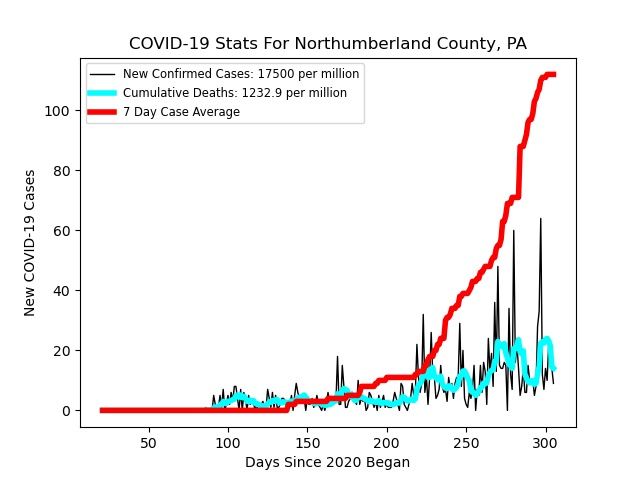 COVID-19 Stats For Northumberland County, PA
New Confirmed Cases: 17500 per million
Cumulative Deaths: 1232.9 per million
7 Day Case Average
New COVID-19 Cases
100
80
60
40
20
0
50 100 150 200 250 300
Days Since 2020 Began